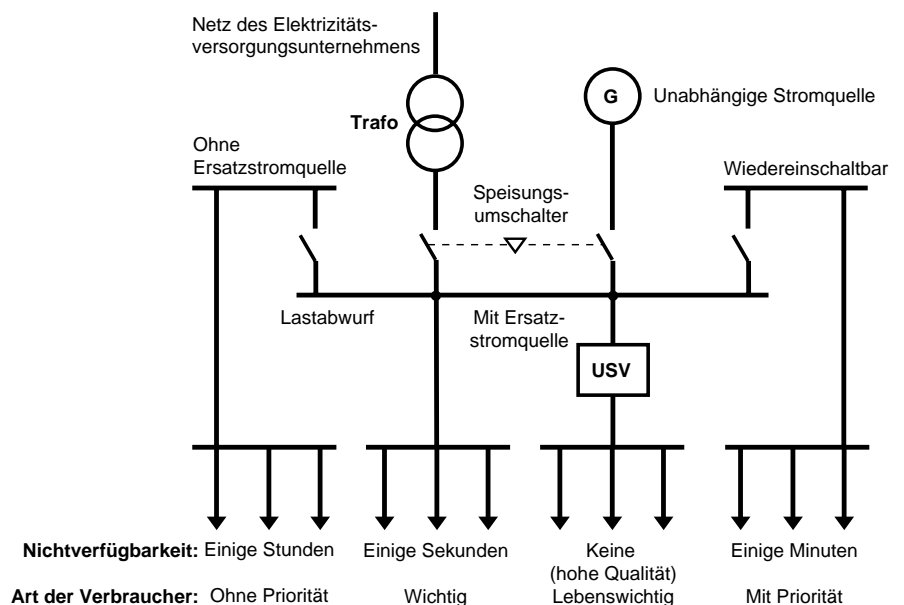 Netz des Elektrizitäts-
versorgungsunternehmens
G
Unabhängige Stromquelle
Trafo
Ohne
Ersatzstromquelle
Wiedereinschaltbar
Speisungs-
umschalter
Lastabwurf
Mit Ersatz-
stromquelle
USV
Nichtverfügbarkeit: Einige Stunden
Einige Sekunden
Keine
(hohe Qualität)
Einige Minuten
Art der Verbraucher: Ohne Priorität
Wichtig
Lebenswichtig
Mit Priorität